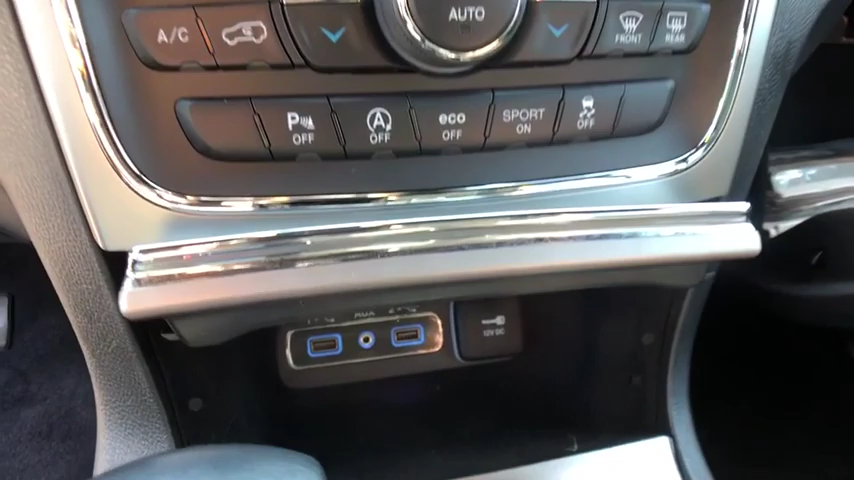 A/C
AUTO
FRONT
REAR
P OFF
A OFF
eco OFF
SPORT ON
OFF
AUX
12V DC